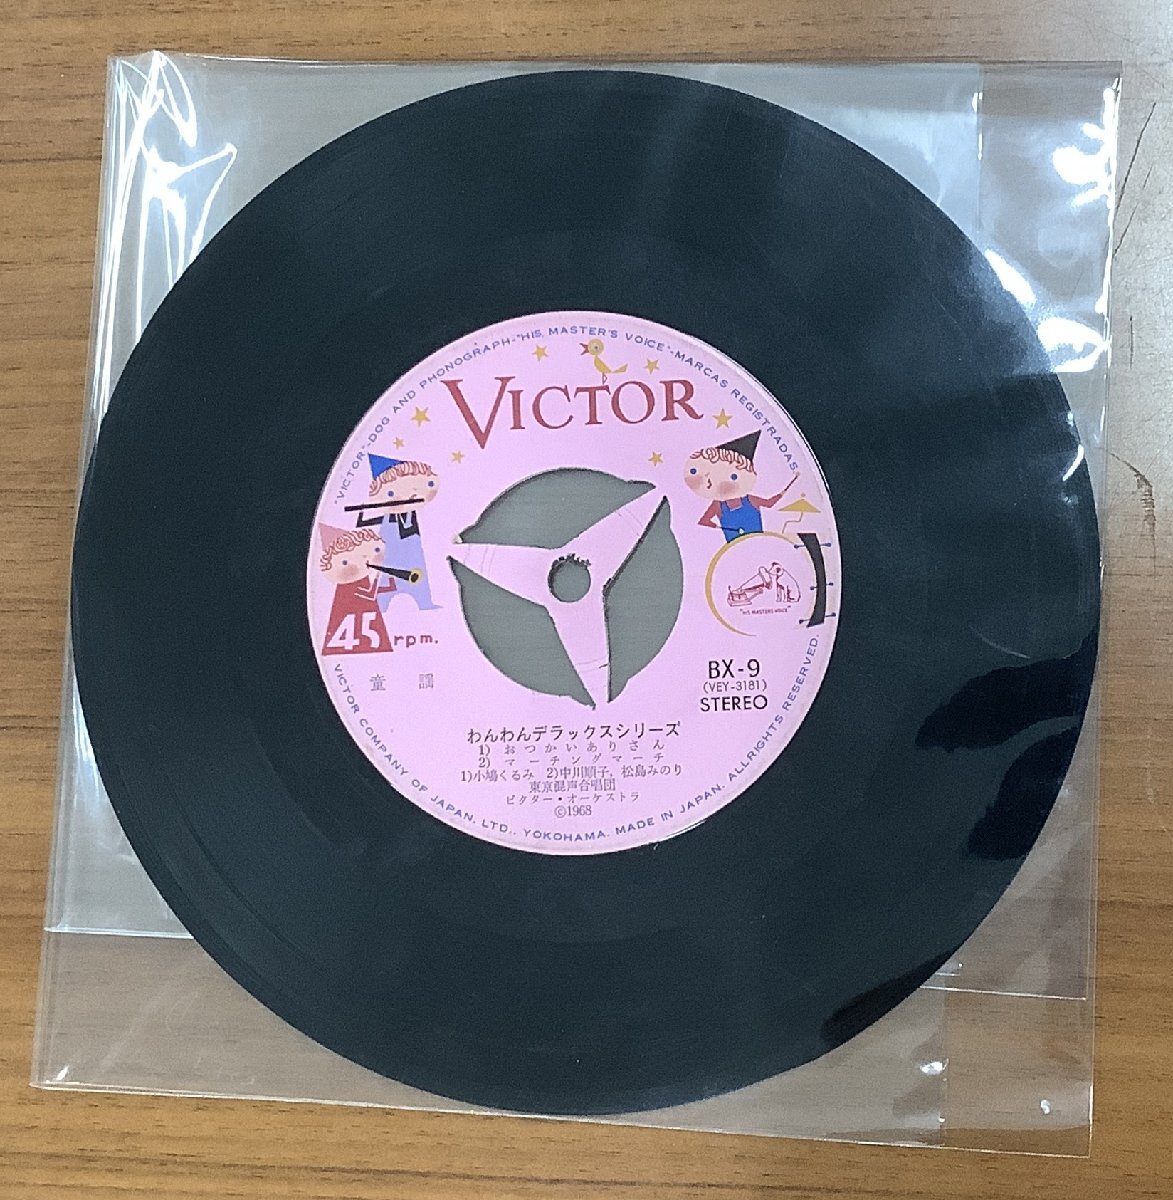 "VICTOR"-DOG AND PHONOGRAPH-"HIS MASTER'S VOICE"-MARCAS REGISTRADAS.
VICTOR
"HIS MASTERS VOICE"
45 rpm.
童謡
BX-9
(VEY-3181)
STEREO
わんわんデラックスシリーズ
1) おつかいありさん
2) マーチングマーチ
1)小鳩くるみ 2)中川順子, 松島みのり
東京混声合唱団
ビクター・オーケストラ
©1968
VICTOR COMPANY OF JAPAN, LTD., YOKOHAMA, MADE IN JAPAN, ALLRIGHTS RESERVED.